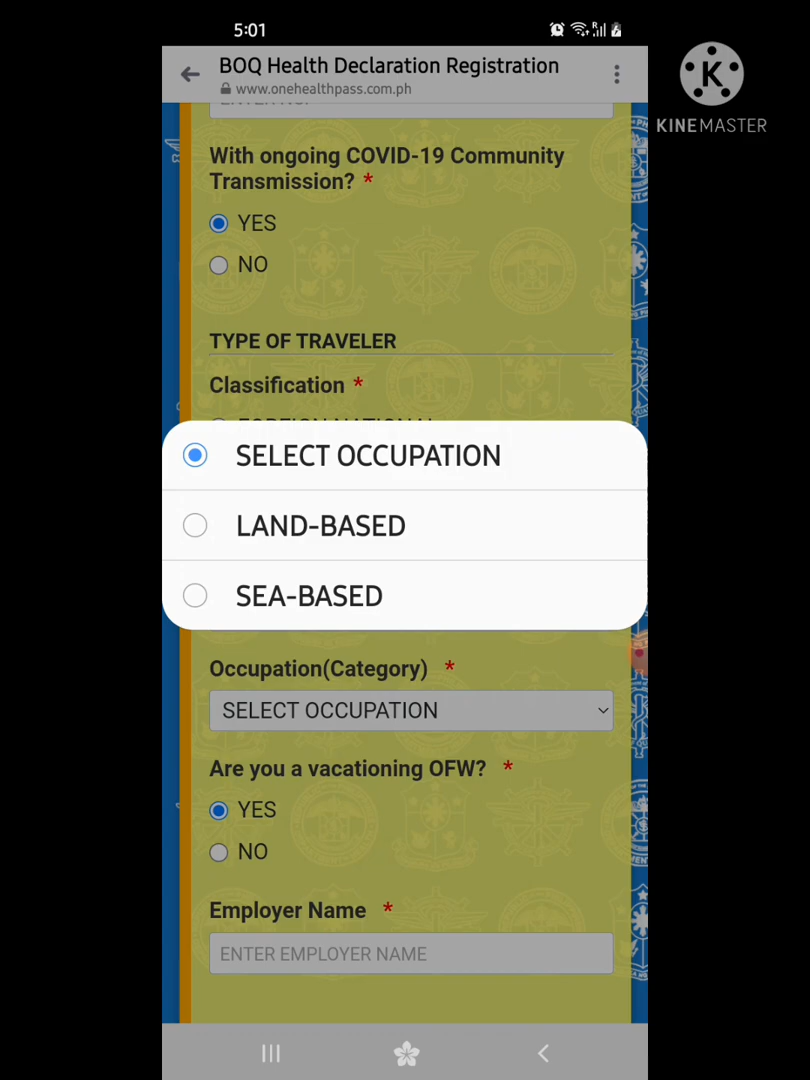 5:01
BOQ Health Declaration Registration
www.onehealthpass.com.ph
K
KINEMASTER
With ongoing COVID-19 Community
Transmission? *
YES
NO
TYPE OF TRAVELER
Classification *
SELECT OCCUPATION
LAND-BASED
SEA-BASED
Occupation(Category) *
SELECT OCCUPATION
Are you a vacationing OFW? *
YES
NO
Employer Name *
ENTER EMPLOYER NAME